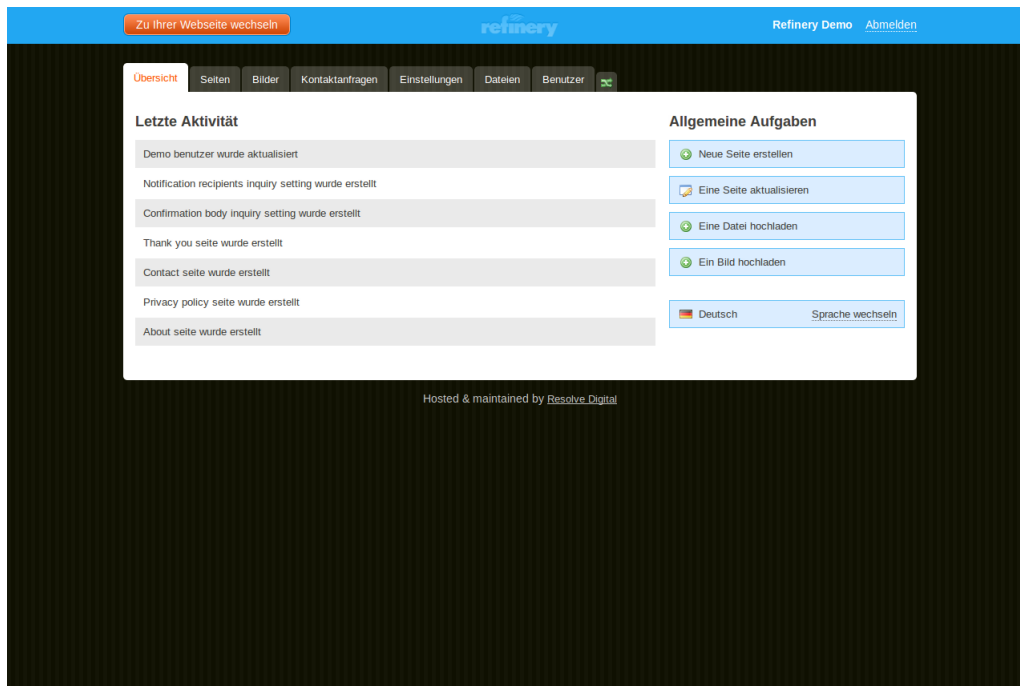 Zu Ihrer Webseite wechseln
refinery
Refinery Demo Abmelden
Übersicht Seiten Bilder Kontaktanfragen Einstellungen Dateien Benutzer
Letzte Aktivität
Demo benutzer wurde aktualisiert
Notification recipients inquiry setting wurde erstellt
Confirmation body inquiry setting wurde erstellt
Thank you seite wurde erstellt
Contact seite wurde erstellt
Privacy policy seite wurde erstellt
About seite wurde erstellt
Allgemeine Aufgaben
Neue Seite erstellen
Eine Seite aktualisieren
Eine Datei hochladen
Ein Bild hochladen
Deutsch Sprache wechseln
Hosted & maintained by Resolve Digital